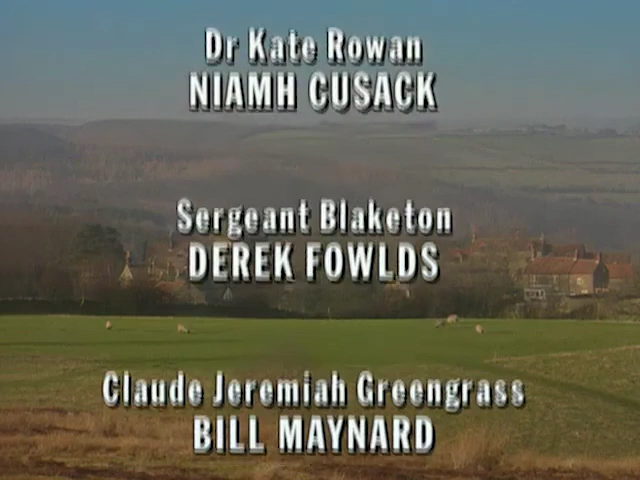 Dr Kate Rowan
NIAMH CUSACK
Sergeant Blaketon
DEREK FOWLDS
Claude Jeremiah Greengrass
BILL MAYNARD